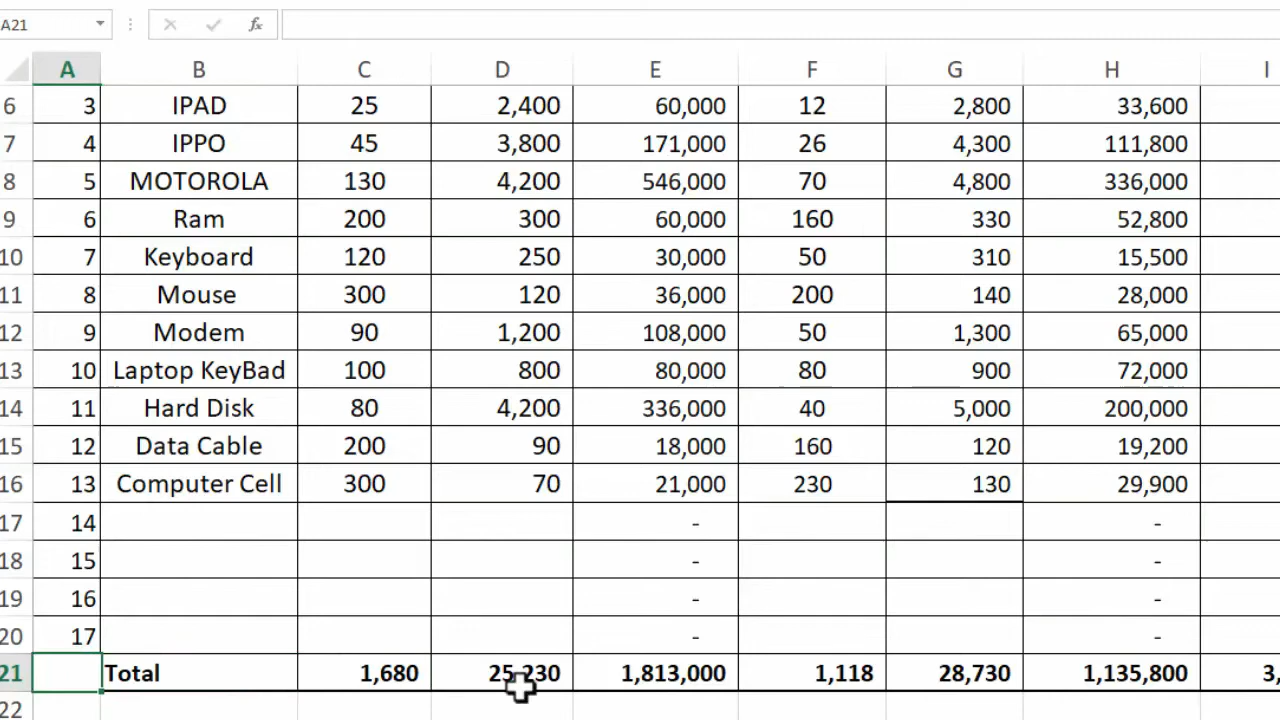 A21 fx
A B C D E F G H I
6 3 IPAD 25 2,400 60,000 12 2,800 33,600
7 4 IPPO 45 3,800 171,000 26 4,300 111,800
8 5 MOTOROLA 130 4,200 546,000 70 4,800 336,000
9 6 Ram 200 300 60,000 160 330 52,800
10 7 Keyboard 120 250 30,000 50 310 15,500
11 8 Mouse 300 120 36,000 200 140 28,000
12 9 Modem 90 1,200 108,000 50 1,300 65,000
13 10 Laptop KeyBad 100 800 80,000 80 900 72,000
14 11 Hard Disk 80 4,200 336,000 40 5,000 200,000
15 12 Data Cable 200 90 18,000 160 120 19,200
16 13 Computer Cell 300 70 21,000 230 130 29,900
17 14 - -
18 15 - -
19 16 - -
20 17 - -
21 Total 1,680 25,230 1,813,000 1,118 28,730 1,135,800 3,
22